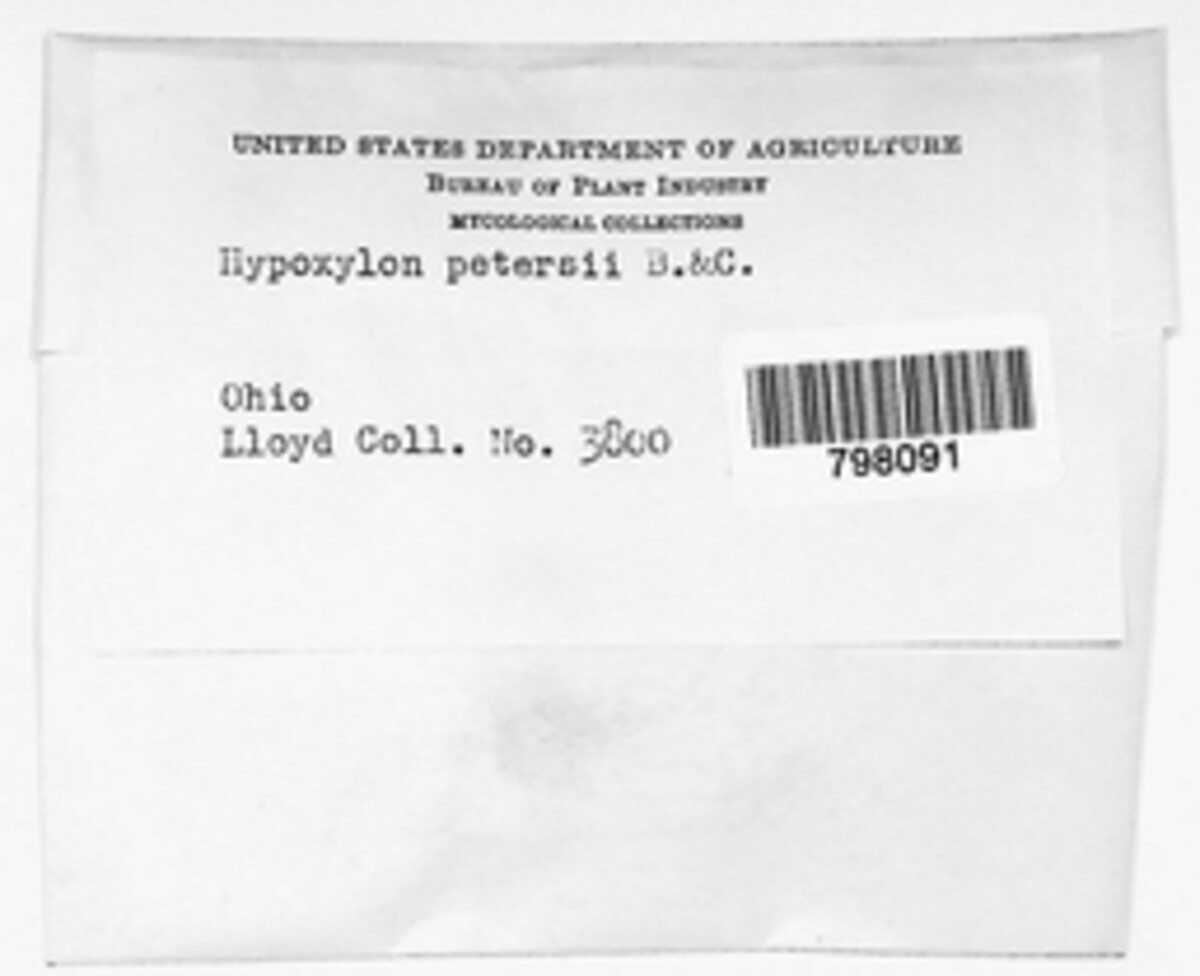 UNITED STATES DEPARTMENT OF AGRICULTURE
BUREAU OF PLANT INDUSTRY
MYCOLOGICAL COLLECTIONS
Hypoxylon petersii B.&C.
Ohio
Lloyd Coll. No. 3800
798091